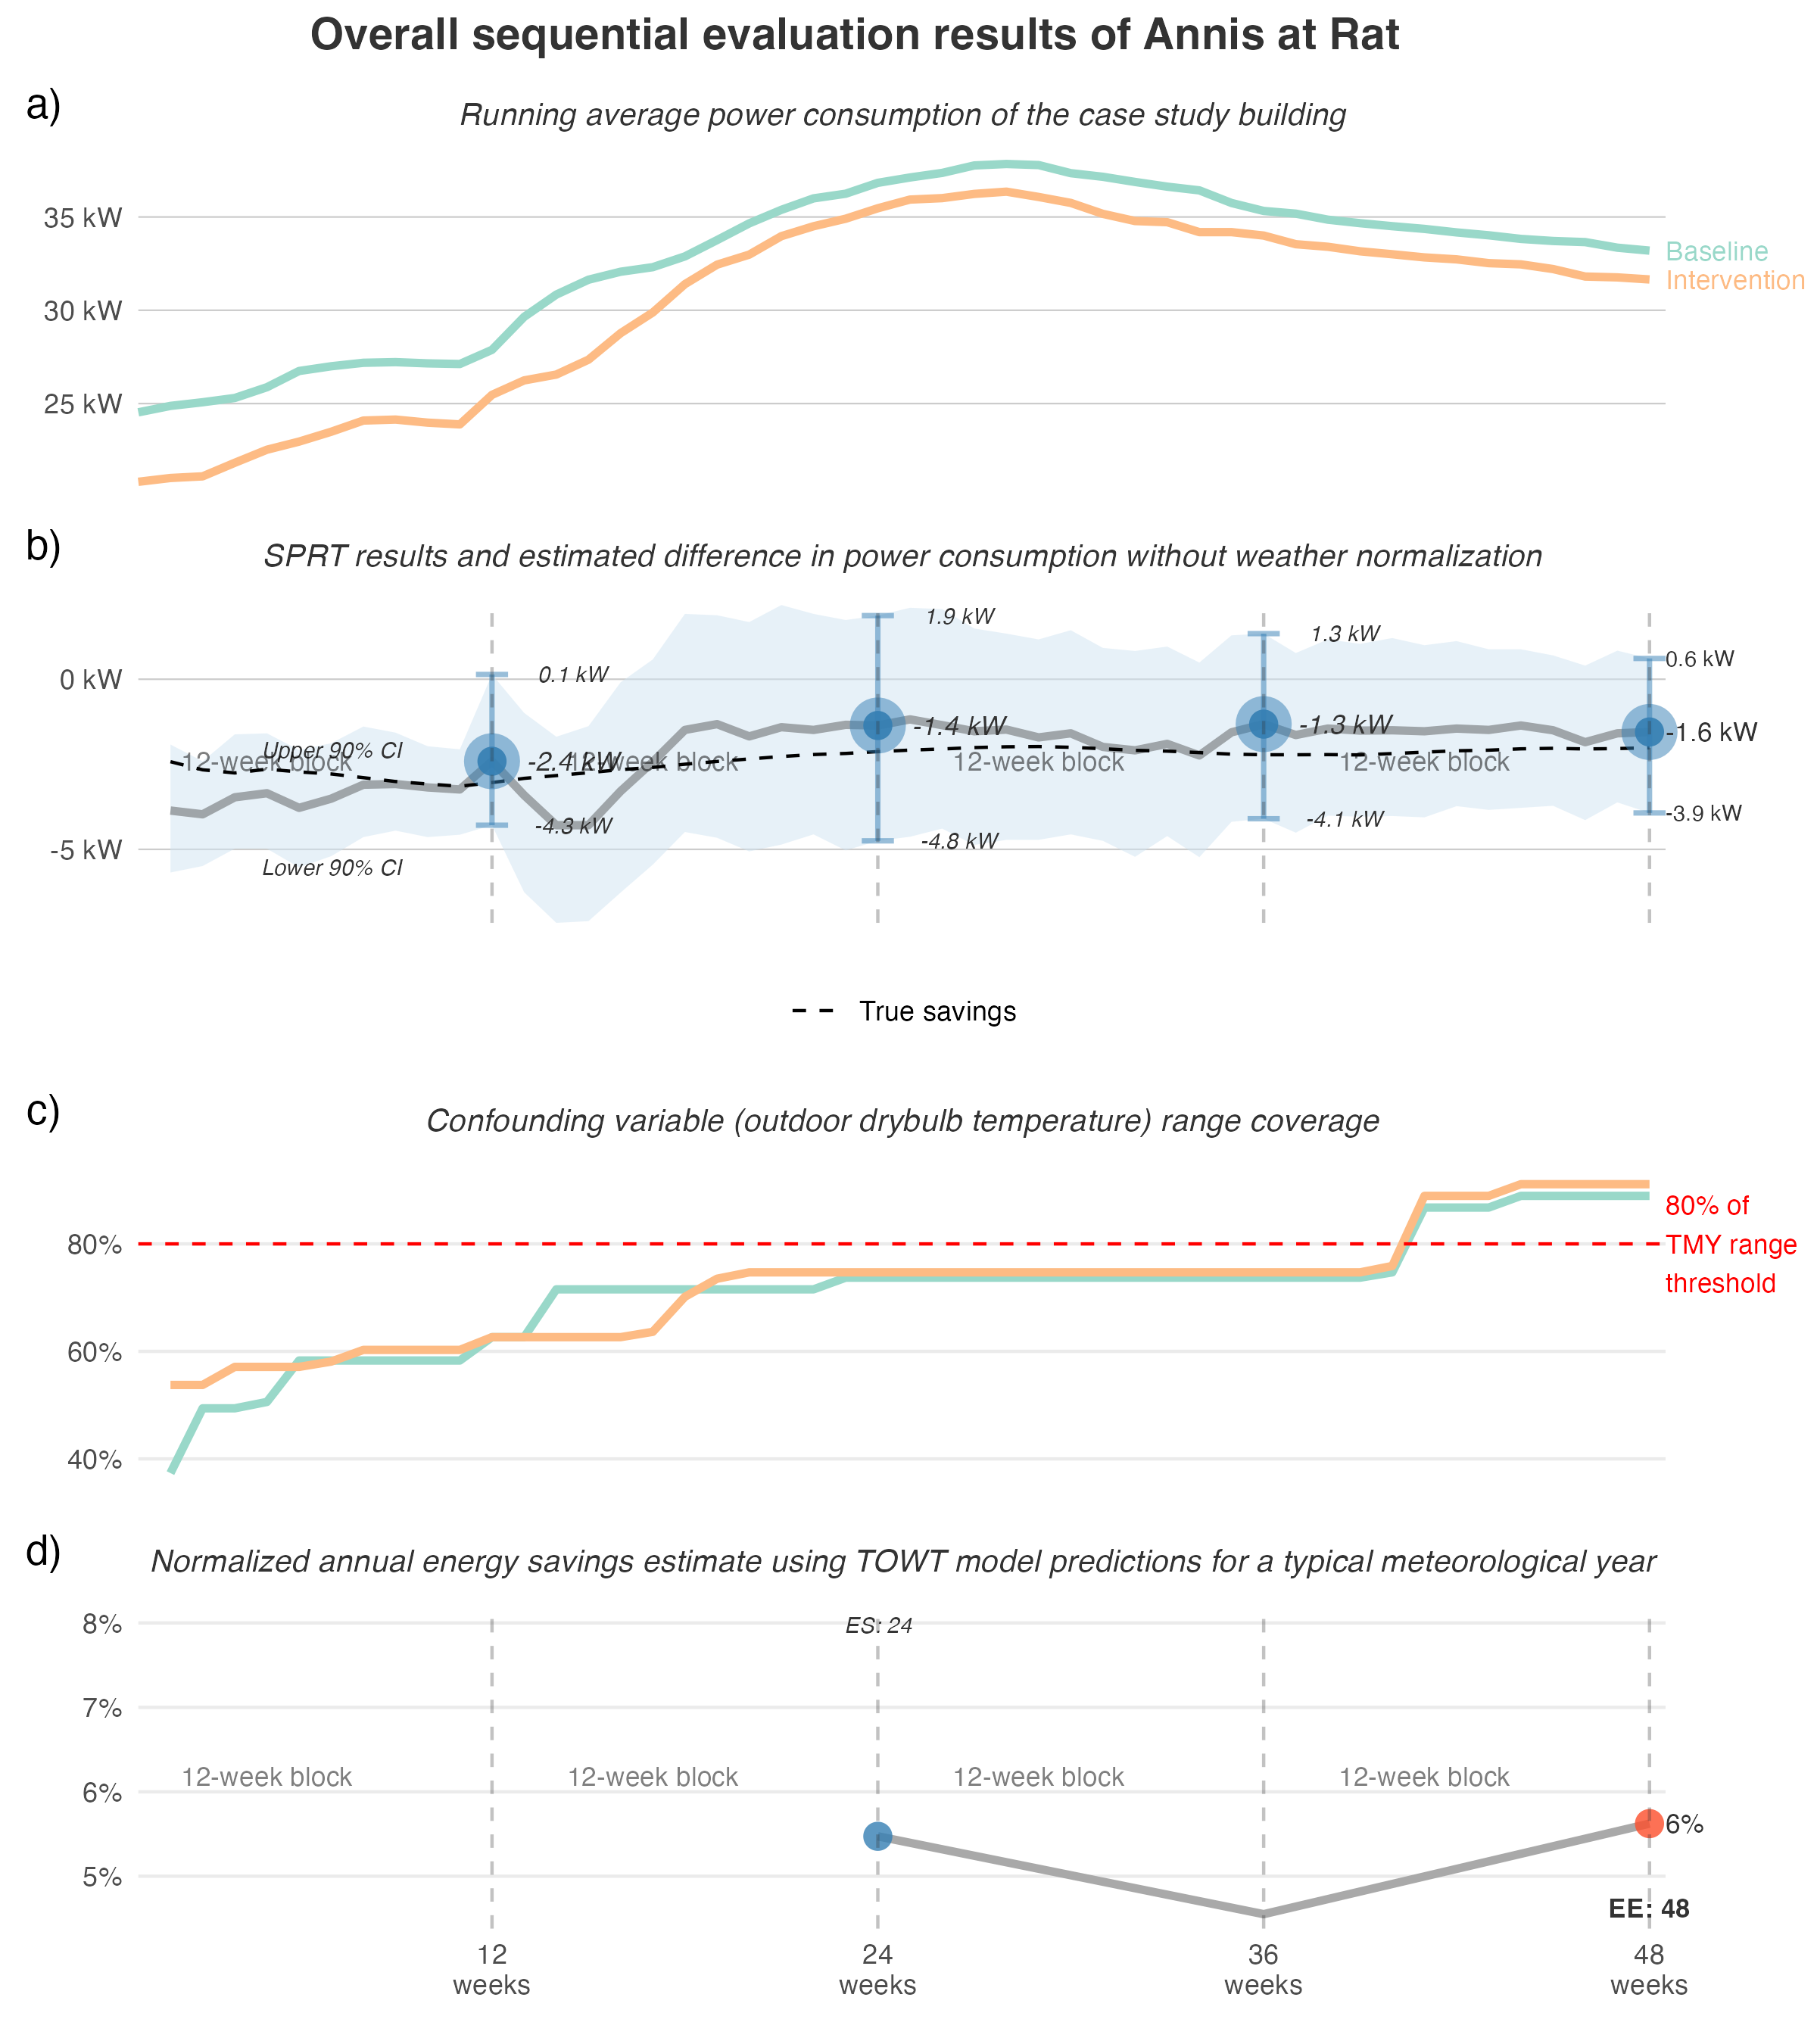 Overall sequential evaluation results of Annis at Rat
a)
Running average power consumption of the case study building
35 kW
30 kW
25 kW
Baseline
Intervention
b)
SPRT results and estimated difference in power consumption without weather normalization
0 kW
-5 kW
12-week block
12-week block
12-week block
12-week block
Upper 90% CI
Lower 90% CI
0.1 kW
-2.4 kW
-4.3 kW
1.9 kW
-1.4 kW
-4.8 kW
1.3 kW
-1.3 kW
-4.1 kW
0.6 kW
-1.6 kW
-3.9 kW
True savings
c)
Confounding variable (outdoor drybulb temperature) range coverage
80%
60%
40%
80% of
TMY range
threshold
d)
Normalized annual energy savings estimate using TOWT model predictions for a typical meteorological year
8%
7%
6%
5%
ES: 24
12-week block
12-week block
12-week block
12-week block
6%
EE: 48
12
weeks
24
weeks
36
weeks
48
weeks